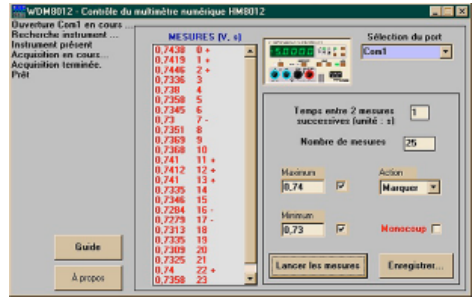 WDM8012 - Contrôle du multimètre numérique HM8012
Ouverture Com1 en cours ...
Recherche instrument ...
Instrument présent
Acquisition en cours...
Acquisition terminée.
Prêt
MESURES (V, s)
0,7438 0 +
0,7419 1 +
0,7446 2 +
0,7336 3
0,738 4
0,7358 5
0,7345 6
0,73 7 -
0,7351 8
0,7369 9
0,7368 10
0,741 11 +
0,7412 12 +
0,741 13 +
0,7335 14
0,7346 15
0,7284 16 -
0,7279 17 -
0,7313 18
0,7335 19
0,7309 20
0,7325 21
0,74 22 +
0,7358 23
Sélection du port
Com1
Temps entre 2 mesures
successives (unité : s)
1
Nombre de mesures
25
Maximum
0,74
Action
Marquer
Minimum
0,73
Monocoup
Guide
À propos
Lancer les mesures
Enregistrer...